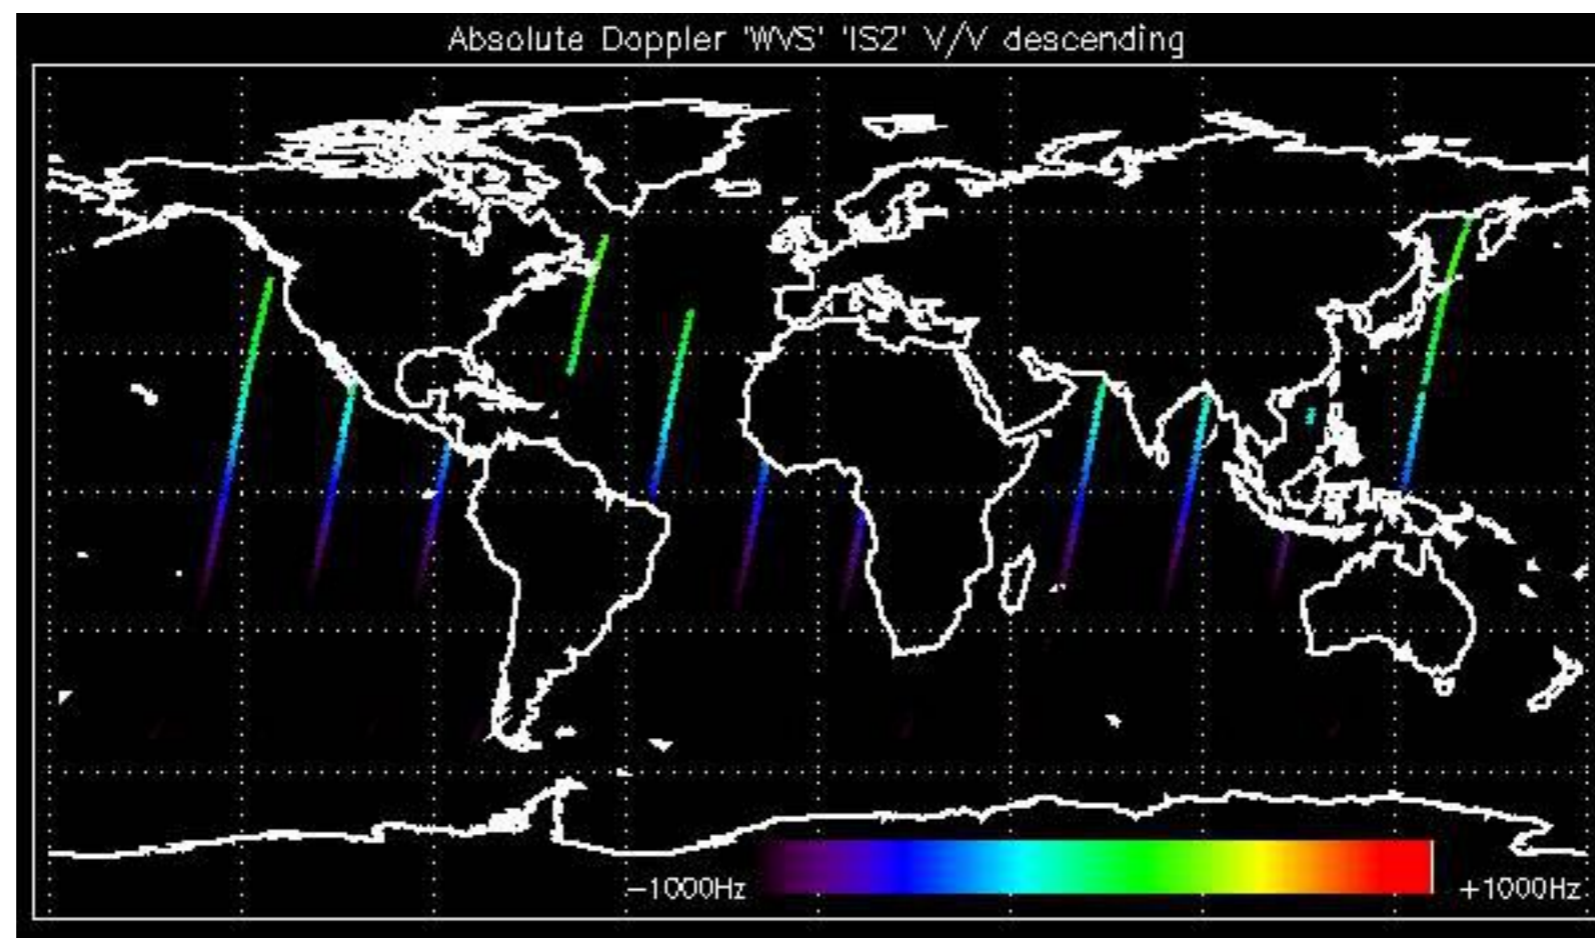 Absolute Doppler 'WVS' 'IS2' V/V descending
−1000Hz
+1000Hz